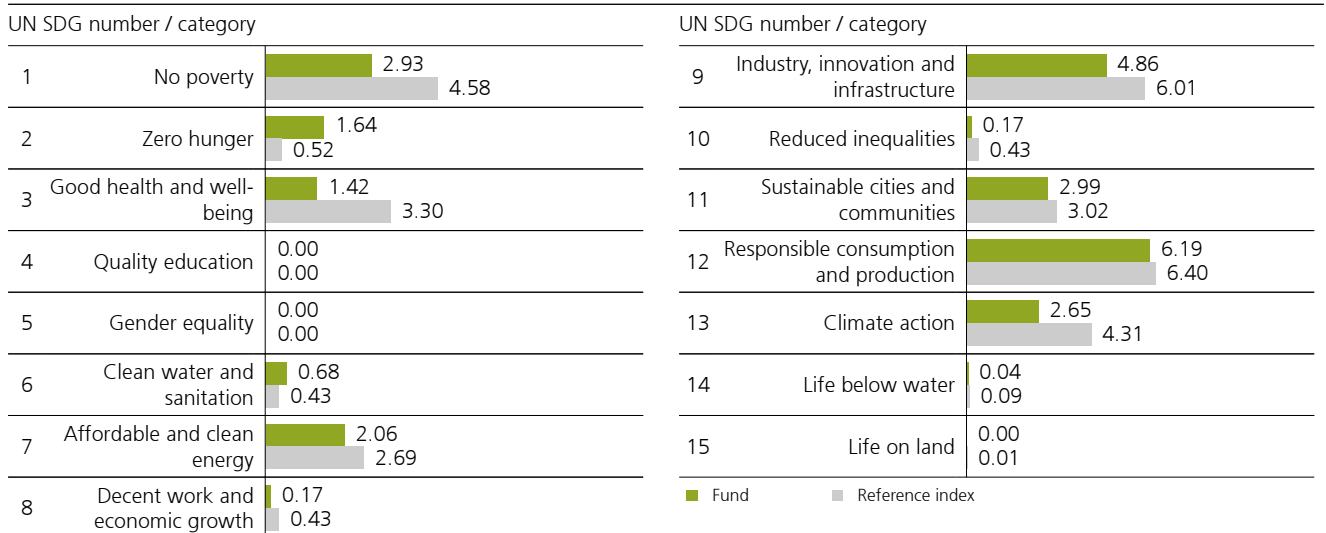 UN SDG number / category
1
No poverty
2.93
4.58
2
Zero hunger
1.64
0.52
3
Good health and well-
being
1.42
3.30
4
Quality education
0.00
0.00
5
Gender equality
0.00
0.00
6
Clean water and
sanitation
0.68
0.43
7
Affordable and clean
energy
2.06
2.69
8
Decent work and
economic growth
0.17
0.43
UN SDG number / category
9
Industry, innovation and
infrastructure
4.86
6.01
10
Reduced inequalities
0.17
0.43
11
Sustainable cities and
communities
2.99
3.02
12
Responsible consumption
and production
6.19
6.40
13
Climate action
2.65
4.31
14
Life below water
0.04
0.09
15
Life on land
0.00
0.01
Fund
Reference index